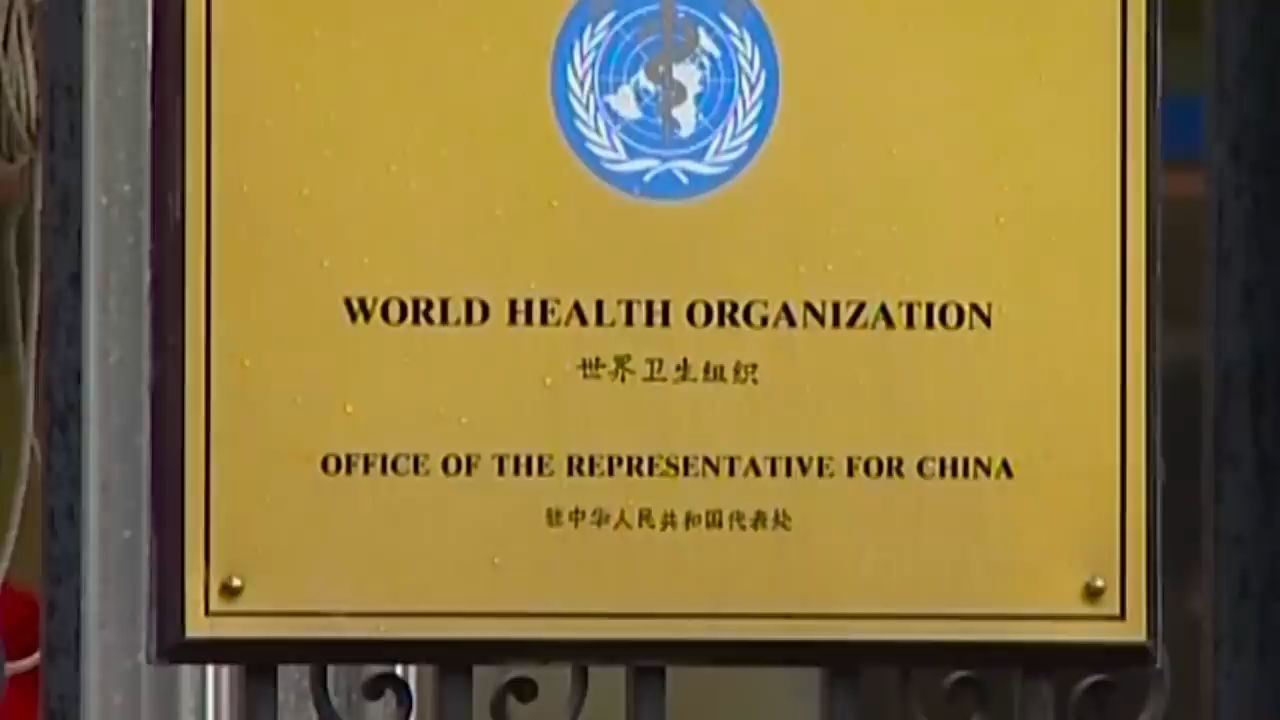 WORLD HEALTH ORGANIZATION
世界卫生组织
OFFICE OF THE REPRESENTATIVE FOR CHINA
驻中华人民共和国代表处